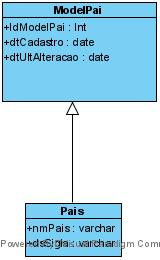 ModelPai
+IdModelPai : Int
+dtCadastro : date
+dtUltAlteracao : date
Pais
+nmPais : varchar
+dsSigla : varchar